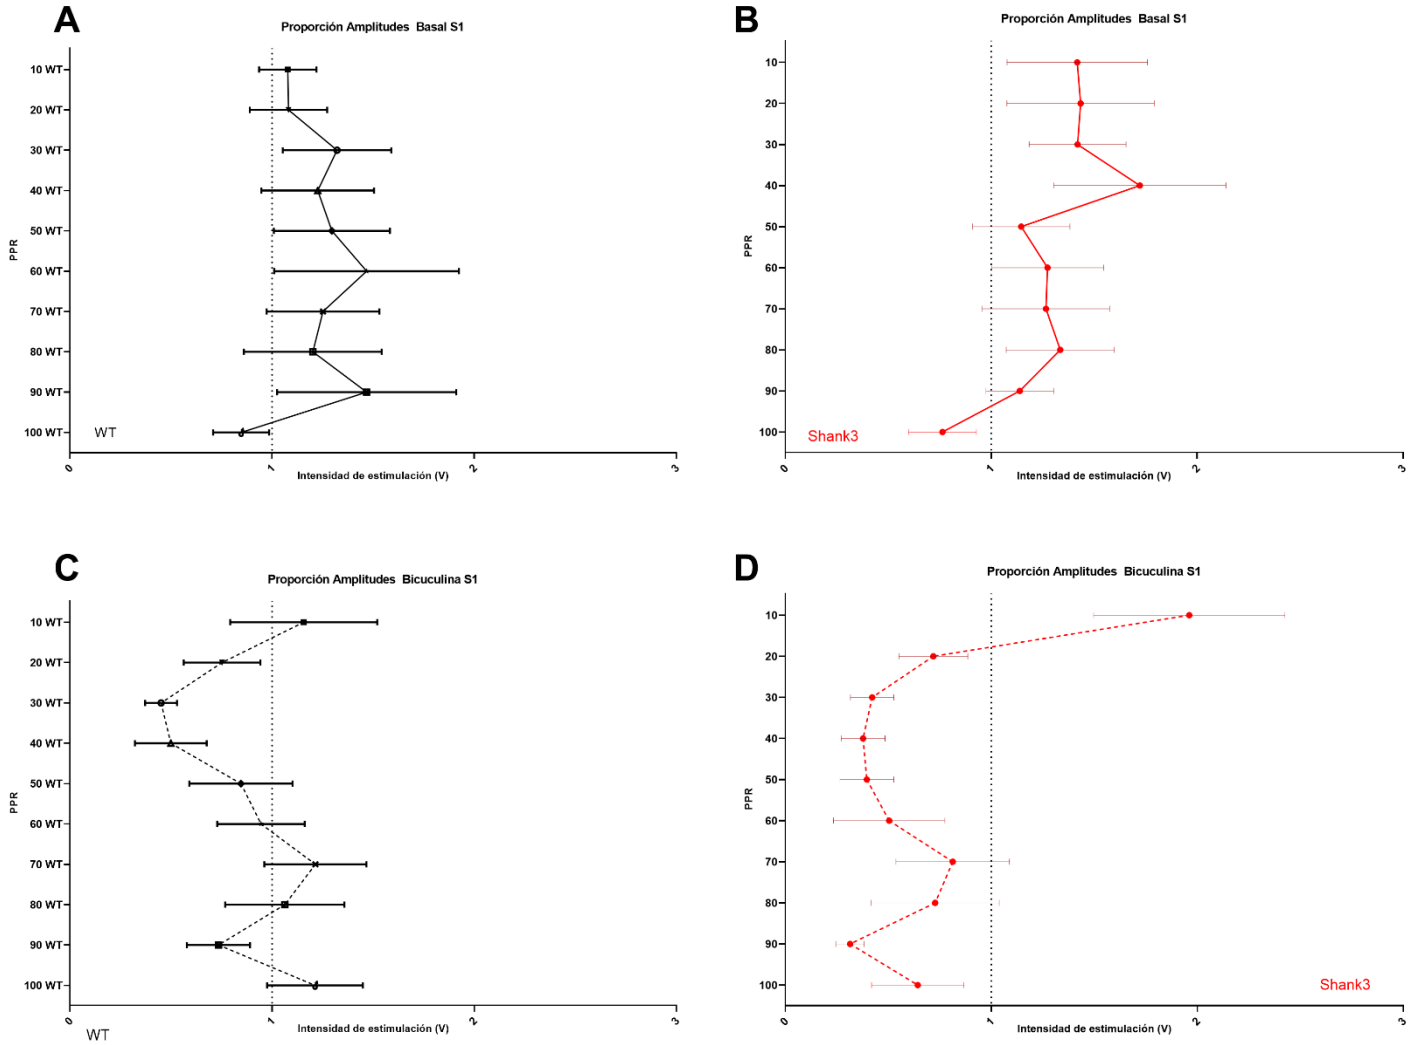 A
Proporción Amplitudes Basal S1
10 WT
20 WT
30 WT
40 WT
50 WT
60 WT
70 WT
80 WT
90 WT
100 WT
PPR
WT
0
1
2
3
Intensidad de estimulación (V)
B
Proporción Amplitudes Basal S1
10
20
30
40
50
60
70
80
90
100
PPR
Shank3
0
1
2
3
Intensidad de estimulación (V)
C
Proporción Amplitudes Bicuculina S1
10 WT
20 WT
30 WT
40 WT
50 WT
60 WT
70 WT
80 WT
90 WT
100 WT
PPR
0
1
2
3
Intensidad de estimulación (V)
WT
D
Proporción Amplitudes Bicuculina S1
10
20
30
40
50
60
70
80
90
100
PPR
Shank3
0
1
2
3
Intensidad de estimulación (V)